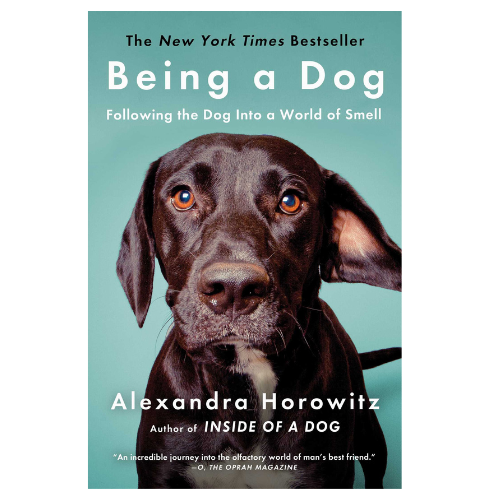 The New York Times Bestseller
Being a Dog
Following the Dog Into a World of Smell
Alexandra Horowitz
Author of INSIDE OF A DOG
"An incredible journey into the olfactory world of man's best friend."
—O, THE OPRAH MAGAZINE